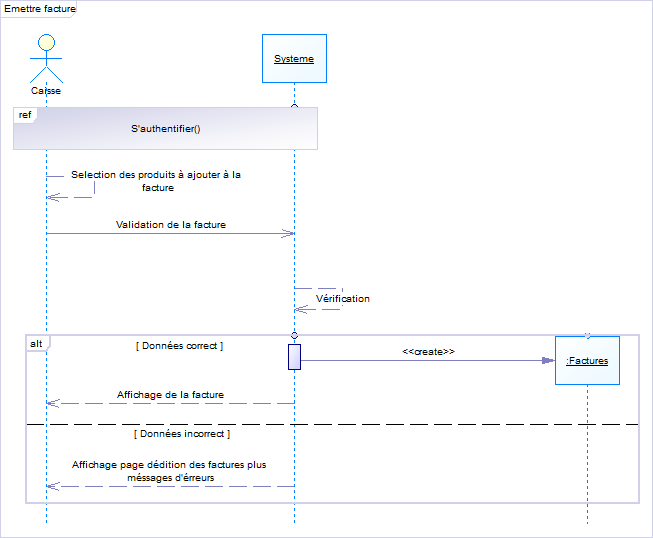 Emettre facture
Systeme
Caisse
ref
S'authentifier()
Selection des produits à ajouter à la
facture
Validation de la facture
Vérification
alt
[ Données correct ]
<<create>>
:Factures
Affichage de la facture
[ Données incorrect ]
Affichage page dédition des factures plus
méssages d'érreurs